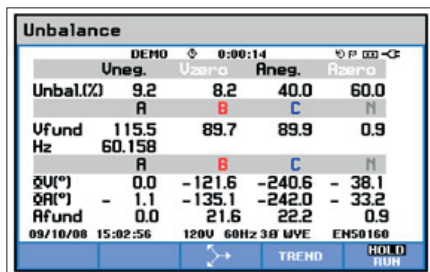 Unbalance
DEMO 0:00:14
Vneg. Vzero Aneg. Azero
Unbal.(%) 9.2 8.2 40.0 60.0
A B C N
Vfund 115.5 89.7 89.9 0.9
Hz 60.158
A B C N
ΦV(°) 0.0 -121.6 -240.6 - 38.1
ΦA(°) - 1.1 -135.1 -242.0 - 33.2
Afund 0.0 21.6 22.2 0.9
09/10/08 15:02:56 120V 60Hz 3Ø WYE EN50160
TREND HOLD
RUN